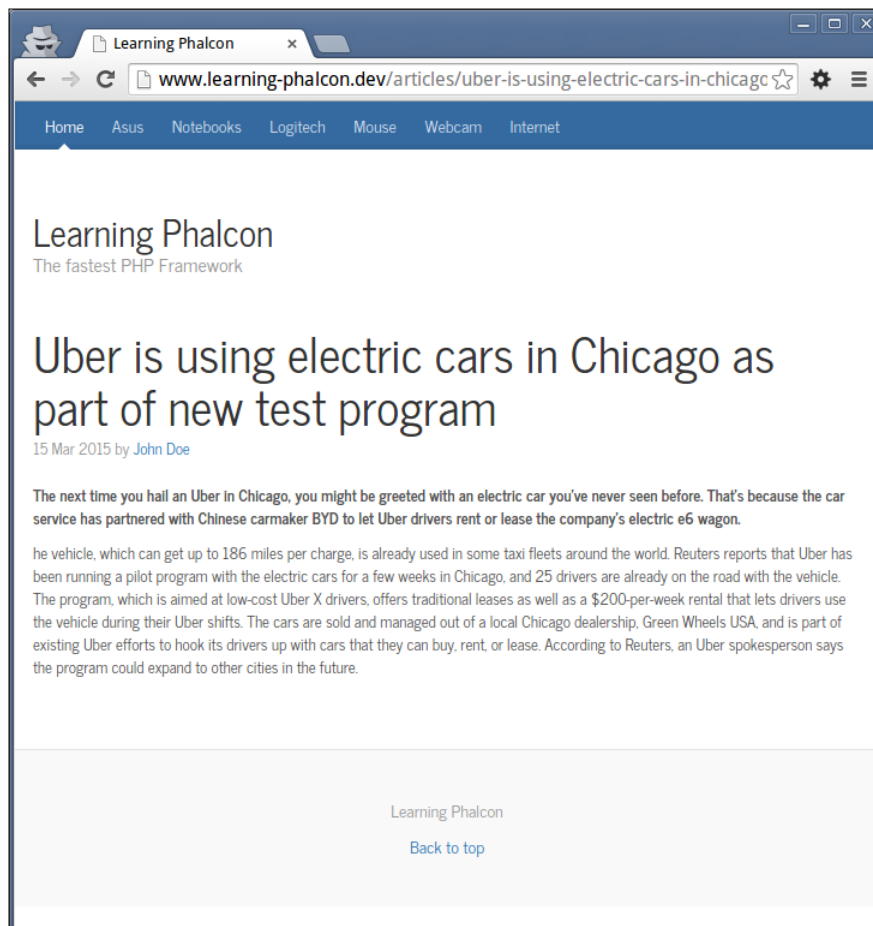 Learning Phalcon
www.learning-phalcon.dev/articles/uber-is-using-electric-cars-in-chicago
Home Asus Notebooks Logitech Mouse Webcam Internet
Learning Phalcon
The fastest PHP Framework
Uber is using electric cars in Chicago as
part of new test program
15 Mar 2015 by John Doe
The next time you hail an Uber in Chicago, you might be greeted with an electric car you've never seen before. That's because the car
service has partnered with Chinese carmaker BYD to let Uber drivers rent or lease the company's electric e6 wagon.
he vehicle, which can get up to 186 miles per charge, is already used in some taxi fleets around the world. Reuters reports that Uber has
been running a pilot program with the electric cars for a few weeks in Chicago, and 25 drivers are already on the road with the vehicle.
The program, which is aimed at low-cost Uber X drivers, offers traditional leases as well as a $200-per-week rental that lets drivers use
the vehicle during their Uber shifts. The cars are sold and managed out of a local Chicago dealership, Green Wheels USA, and is part of
existing Uber efforts to hook its drivers up with cars that they can buy, rent, or lease. According to Reuters, an Uber spokesperson says
the program could expand to other cities in the future.
Learning Phalcon
Back to top